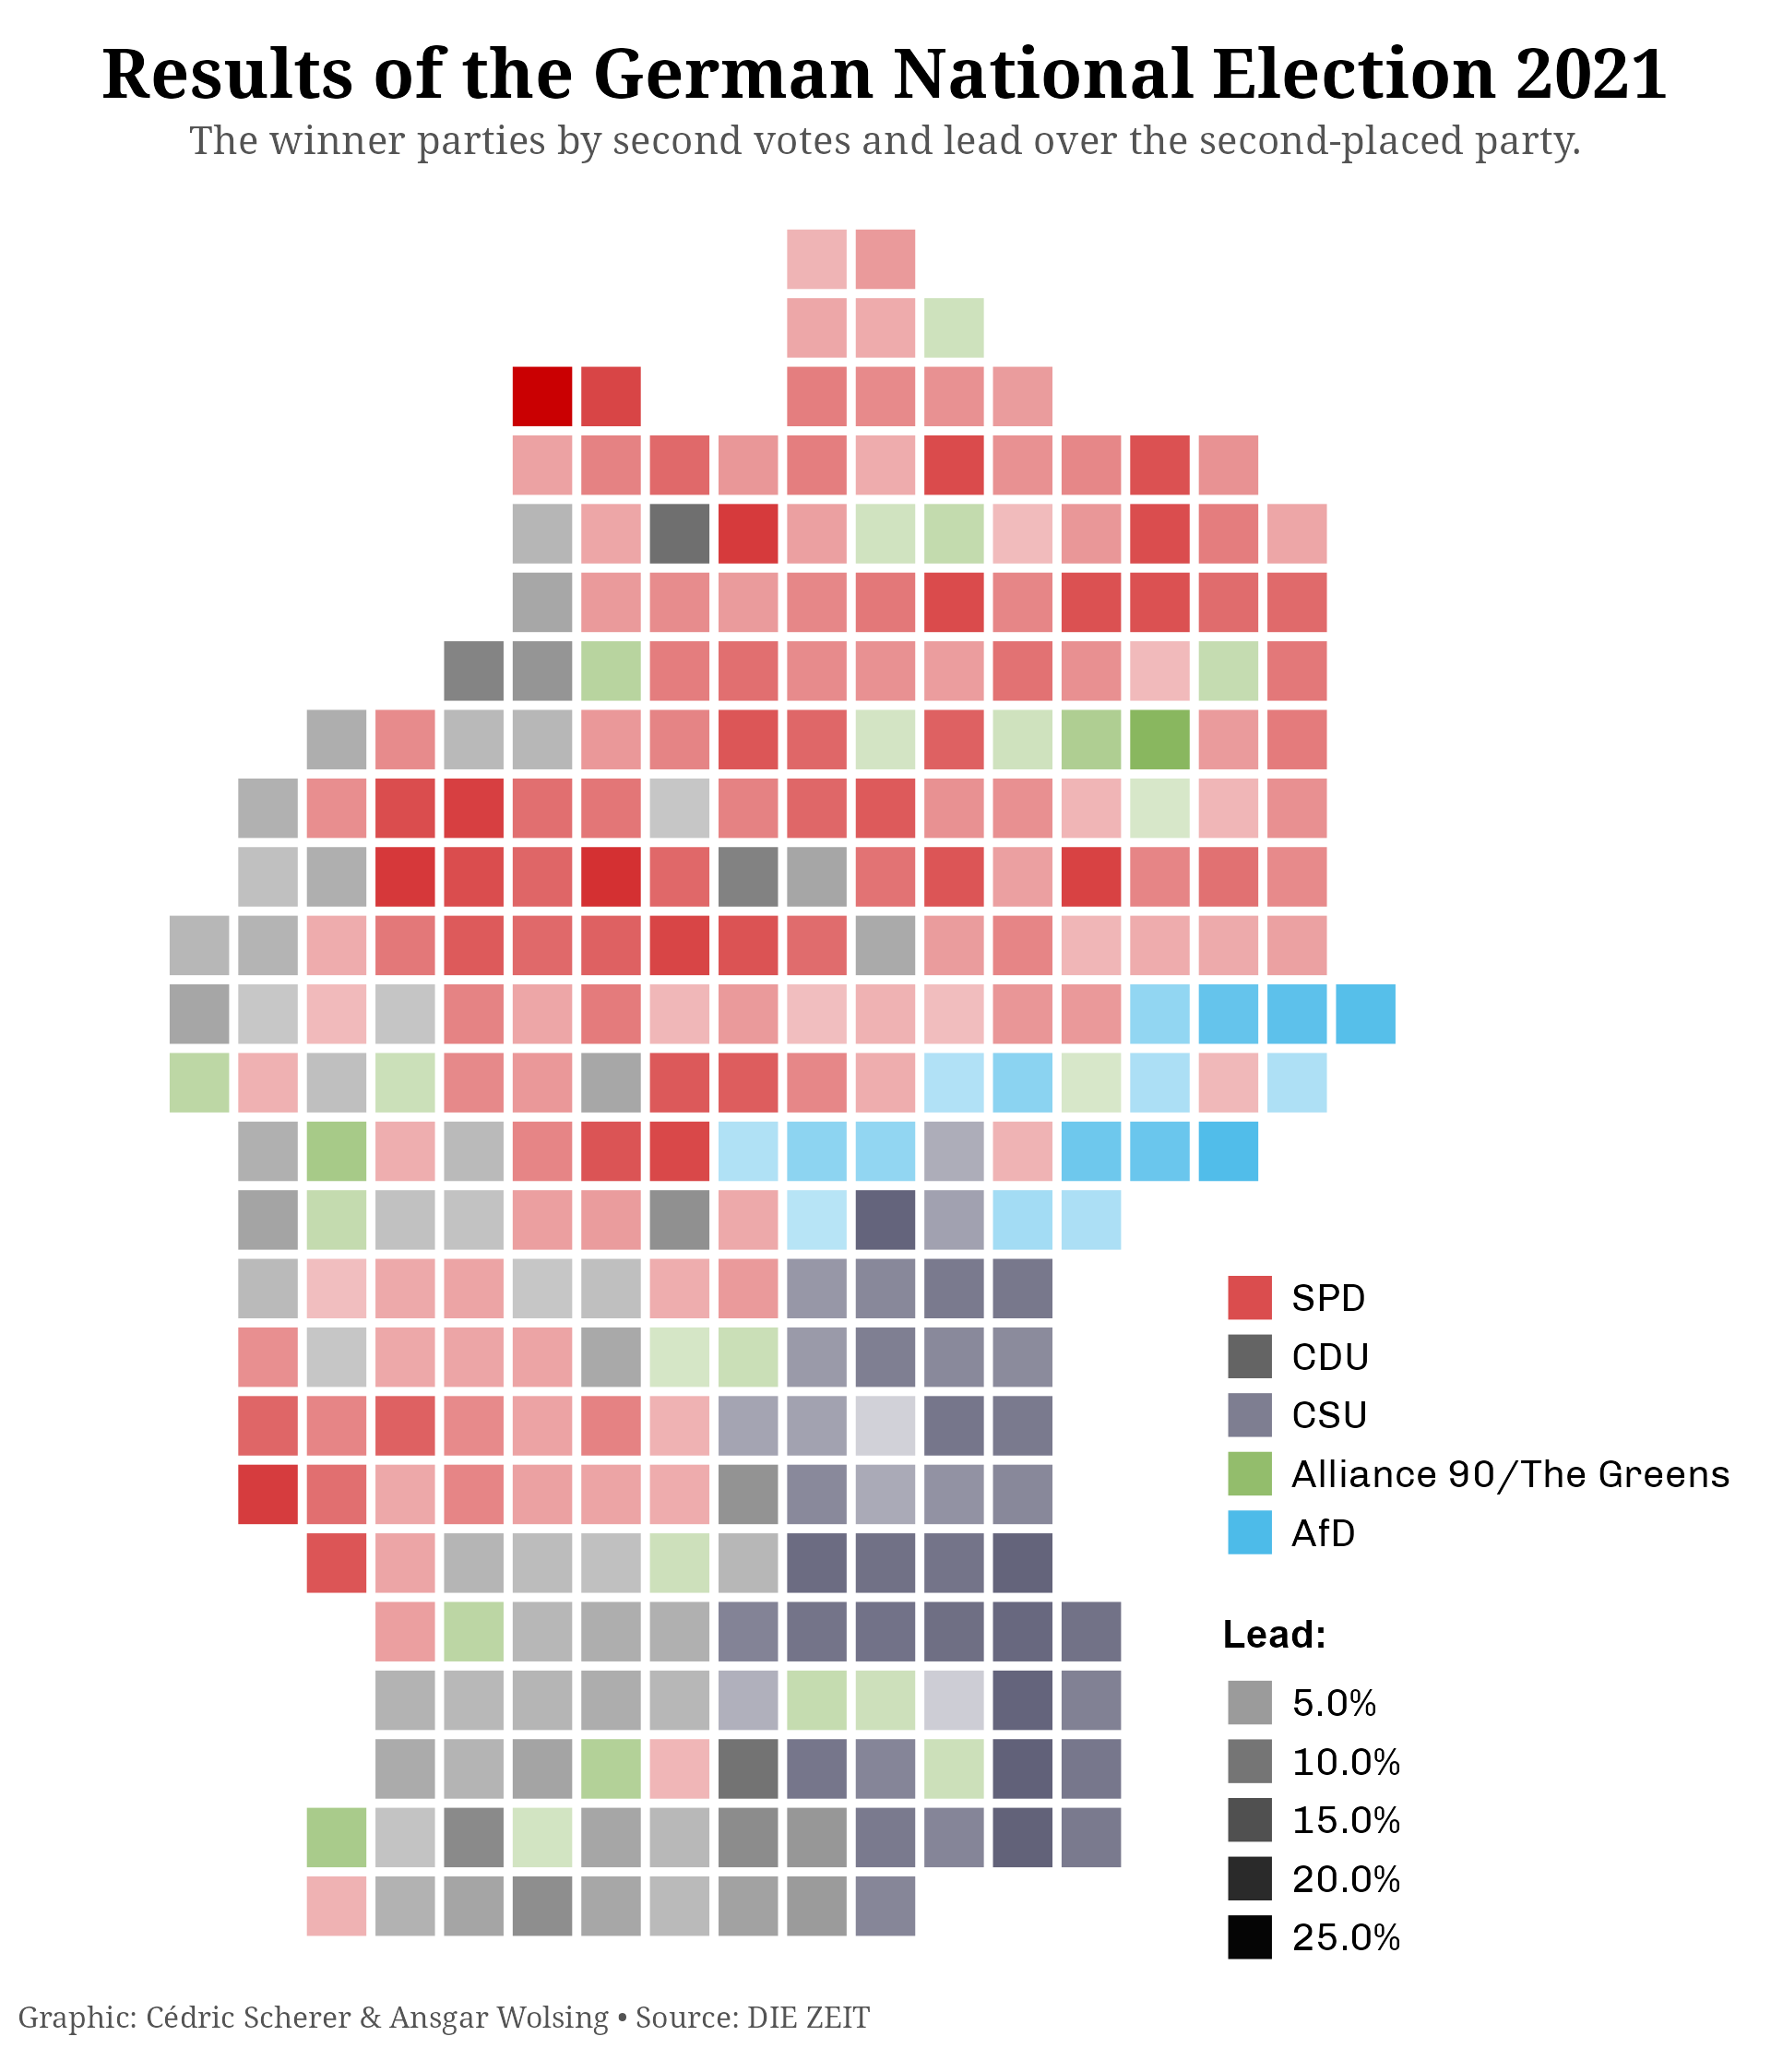 Results of the German National Election 2021
The winner parties by second votes and lead over the second-placed party.
SPD
CDU
CSU
Alliance 90/The Greens
AfD
Lead:
5.0%
10.0%
15.0%
20.0%
25.0%
Graphic: Cédric Scherer & Ansgar Wolsing • Source: DIE ZEIT